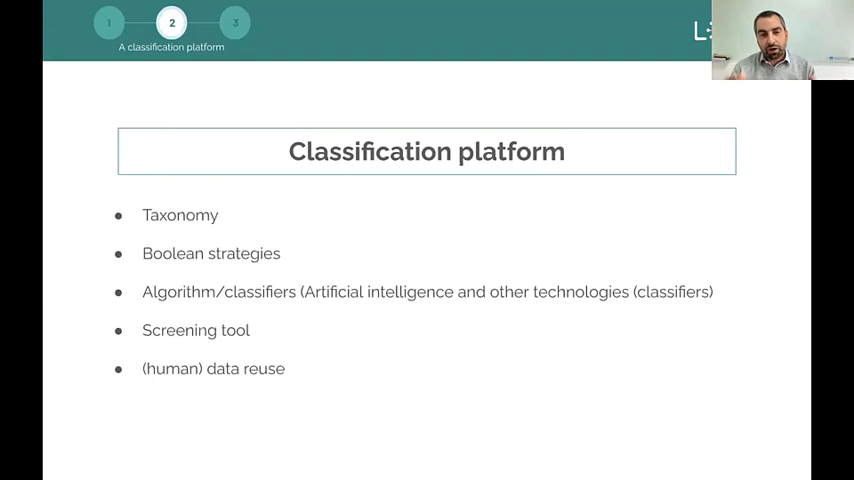 1 2 3
A classification platform
Classification platform
● Taxonomy
● Boolean strategies
● Algorithm/classifiers (Artificial intelligence and other technologies (classifiers)
● Screening tool
● (human) data reuse